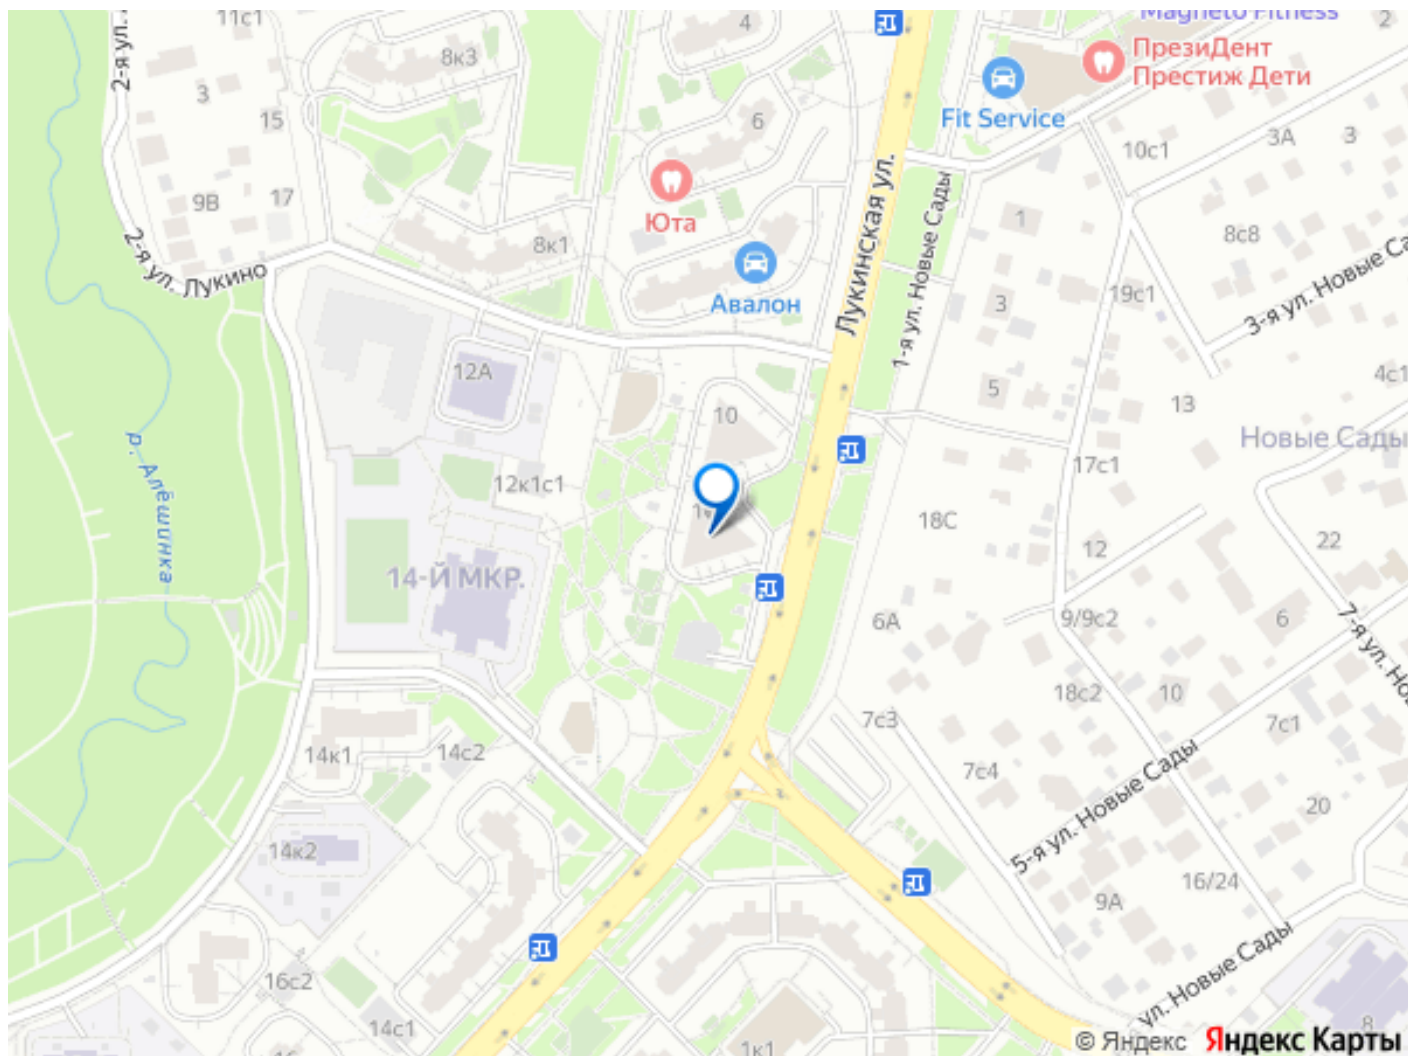 11с1
4
Magneto Fitness
2
2-я ул.
8к3
ПрезиДент
Престиж Дети
3
Fit Service
15
6
10с1
3А
3
9В
17
Юта
1
8с8
2-я ул. Лукино
8к1
Лукинская ул.
1-я ул. Новые Сады
Авалон
3
19с1
3-я ул. Новые
12А
5
4с1
10
13
Новые Сады
р. Алёшинка
12к1с1
17с1
18С
22
12
14-Й МКР.
6А
9/9с2
6
7-я ул.
18с2
10
7с3
7с1
14к1
14с2
7с4
20
5-я ул. Новые Сады
14к2
16/24
9А
16с2
ул. Новые Сады
14с1
8
16
1к1
© Яндекс Яндекс Карты